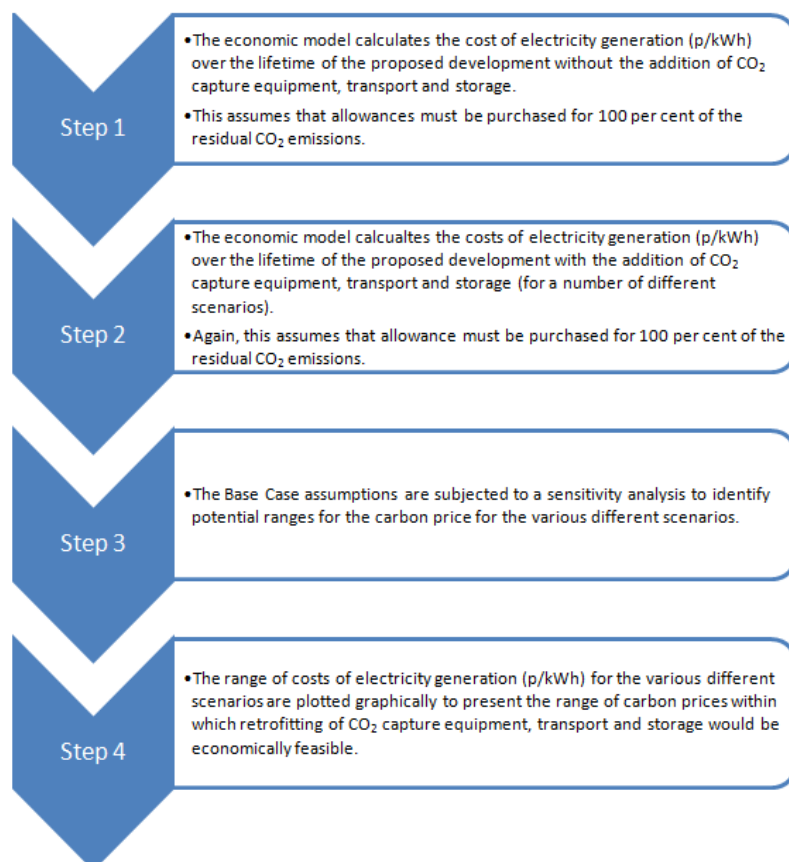 Step 1
•The economic model calculates the cost of electricity generation (p/kWh)
over the lifetime of the proposed development without the addition of CO₂
capture equipment, transport and storage.
•This assumes that allowances must be purchased for 100 per cent of the
residual CO₂ emissions.
Step 2
•The economic model calcualtes the costs of electricity generation (p/kWh)
over the lifetime of the proposed development with the addition of CO₂
capture equipment, transport and storage (for a number of different
scenarios).
•Again, this assumes that allowance must be purchased for 100 per cent of the
residual CO₂ emissions.
Step 3
•The Base Case assumptions are subjected to a sensitivity analysis to identify
potential ranges for the carbon price for the various different scenarios.
Step 4
•The range of costs of electricity generation (p/kWh) for the various different
scenarios are plotted graphically to present the range of carbon prices within
which retrofitting of CO₂ capture equipment, transport and storage would be
economically feasible.